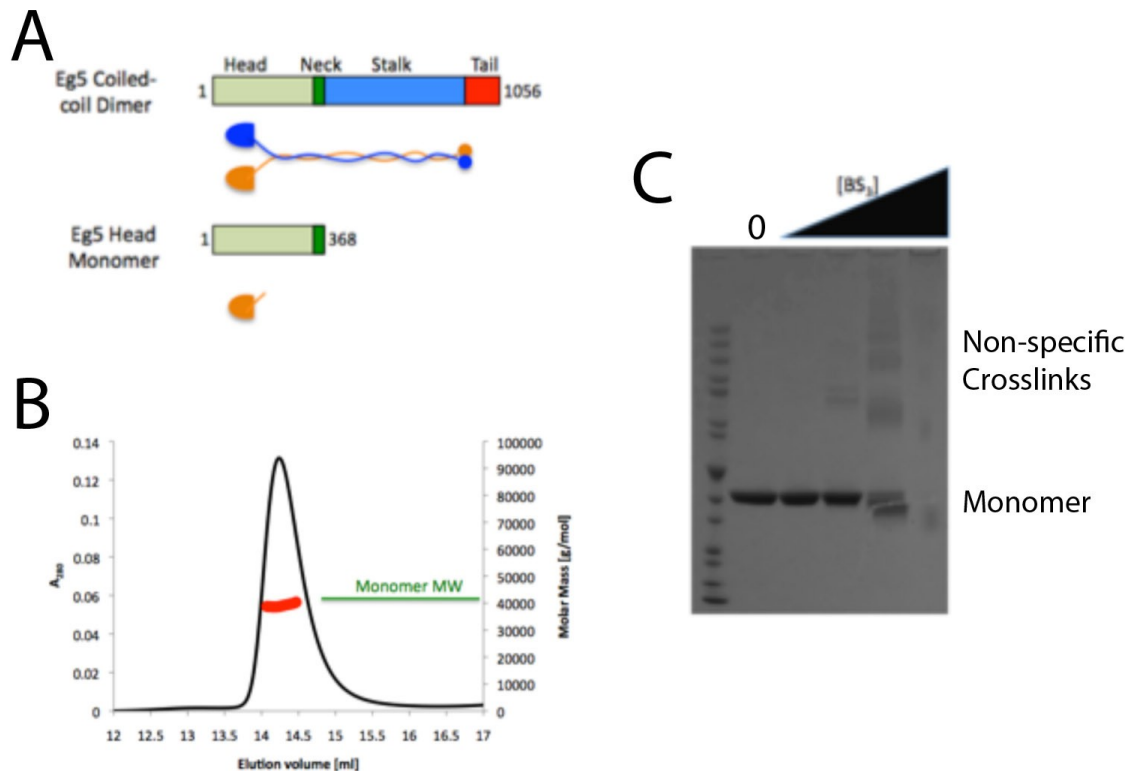 A
Head Neck Stalk Tail
Eg5 Coiled-
coil Dimer
1
1056
Eg5 Head
Monomer
1
368
B
0.14
0.12
0.1
0.08
0.06
0.04
0.02
0
A280
100000
90000
80000
70000
60000
50000
40000
30000
20000
10000
0
Molar Mass [g/mol]
Monomer MW
12 12.5 13 13.5 14 14.5 15 15.5 16 16.5 17
Elution volume [ml]
C
[BS3]
0
Non-specific
Crosslinks
Monomer